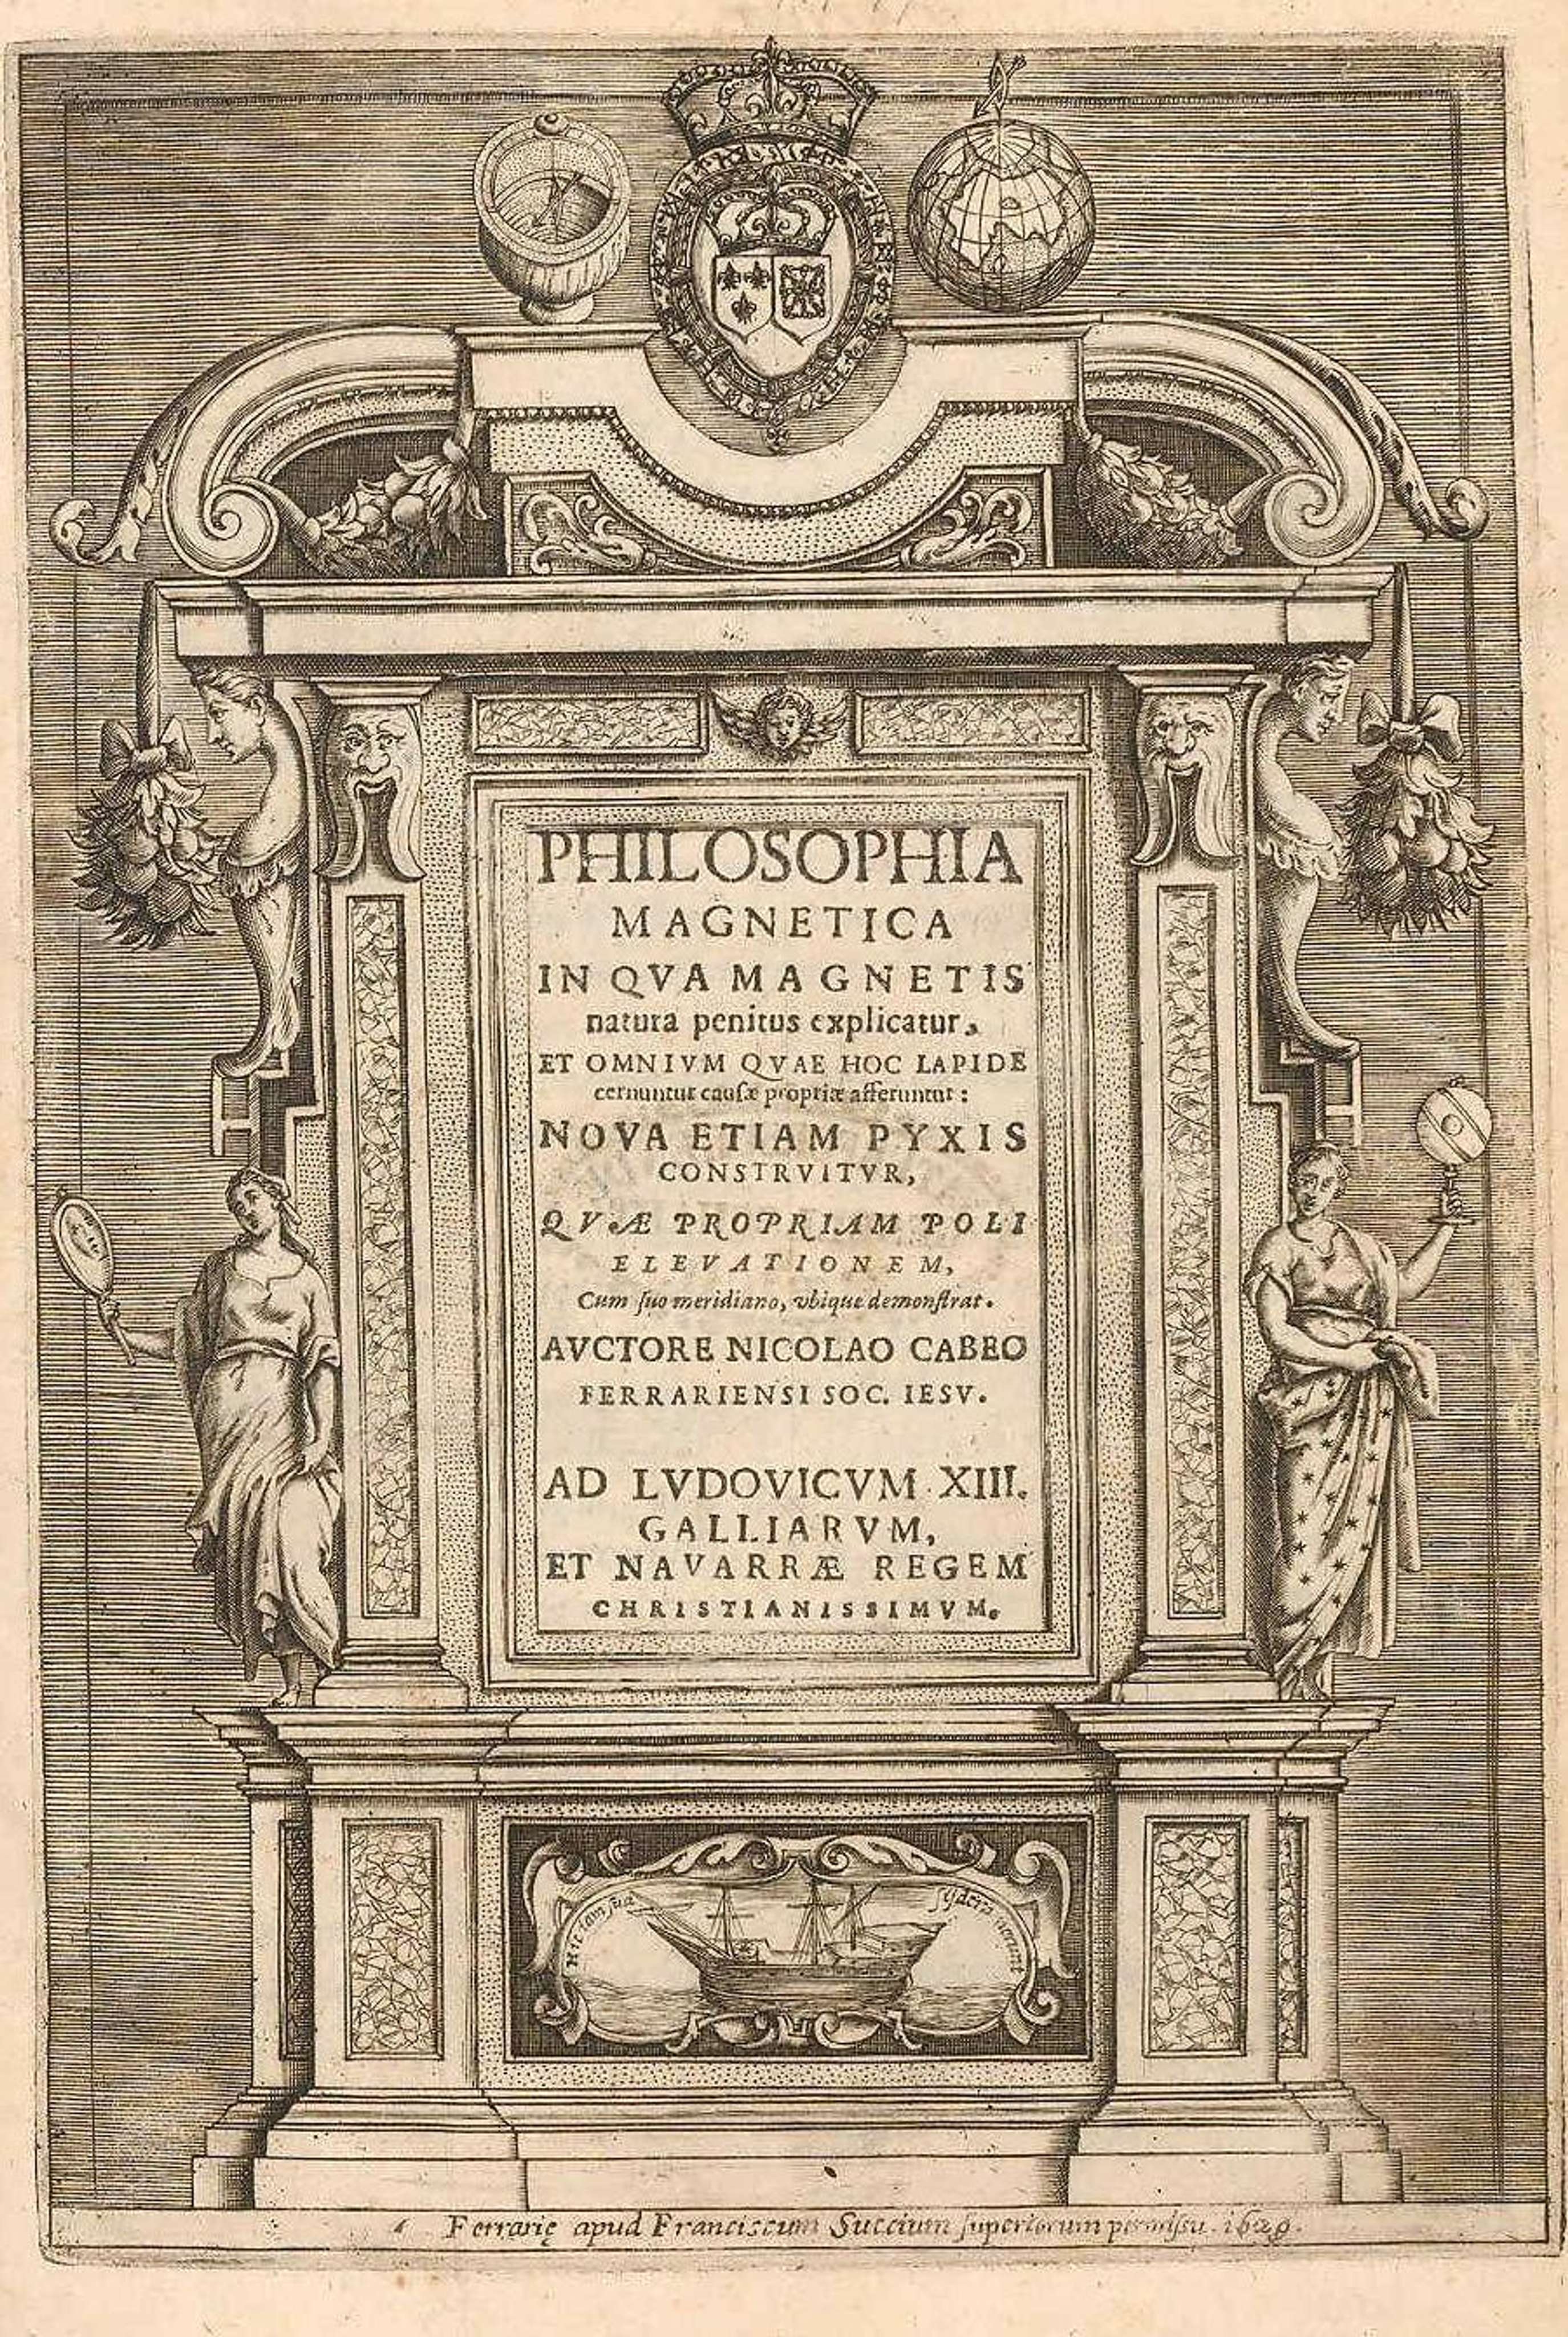 PHILOSOPHIA
MAGNETICA
IN QVA MAGNETIS
natura penitus explicatur,
ET OMNIVM QVAE HOC LAPIDE
cernuntur causæ propriæ afferuntur:
NOVA ETIAM PYXIS
CONSTRVITVR,
QVÆ PROPRIAM POLI
ELEVATIONEM,
Cum ſuo meridiano, vbique demonſtrat.
AVCTORE NICOLAO CABEO
FERRARIENSI SOC. IESV.
AD LVDOVICVM XIII.
GALLIARVM,
ET NAVARRÆ REGEM
CHRISTIANISSIMVM.
ſua
Ferrarię apud Franciscum Succium ſuperiorum permiſsu. 1629.